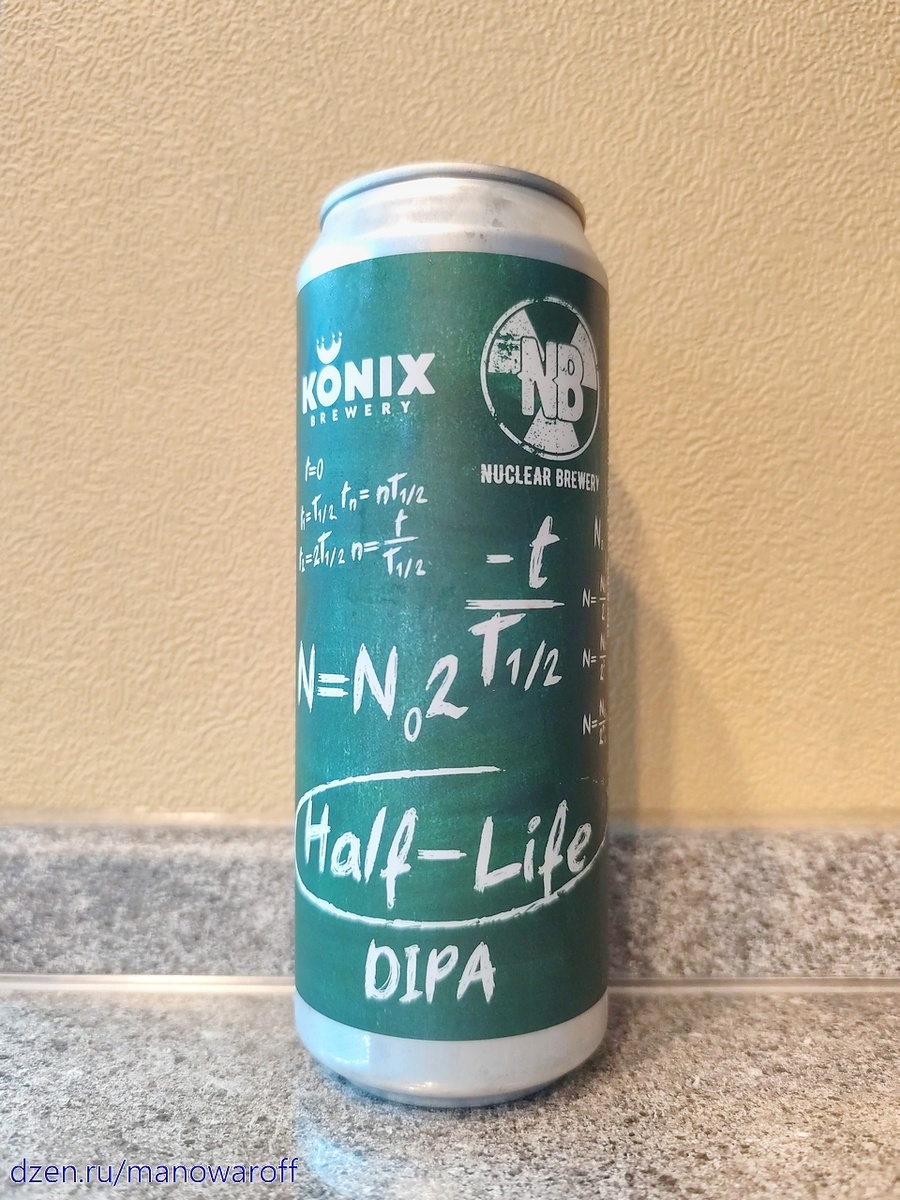 KONIX
BREWERY
NB
NUCLEAR BREWERY
t=0
t₁=T1/2 tn=nT1/2
t₂=2T1/2 n=t/T1/2
-t
T1/2
N=N₀2
N=
N=
N=
Half-Life
DIPA
dzen.ru/manowaroff